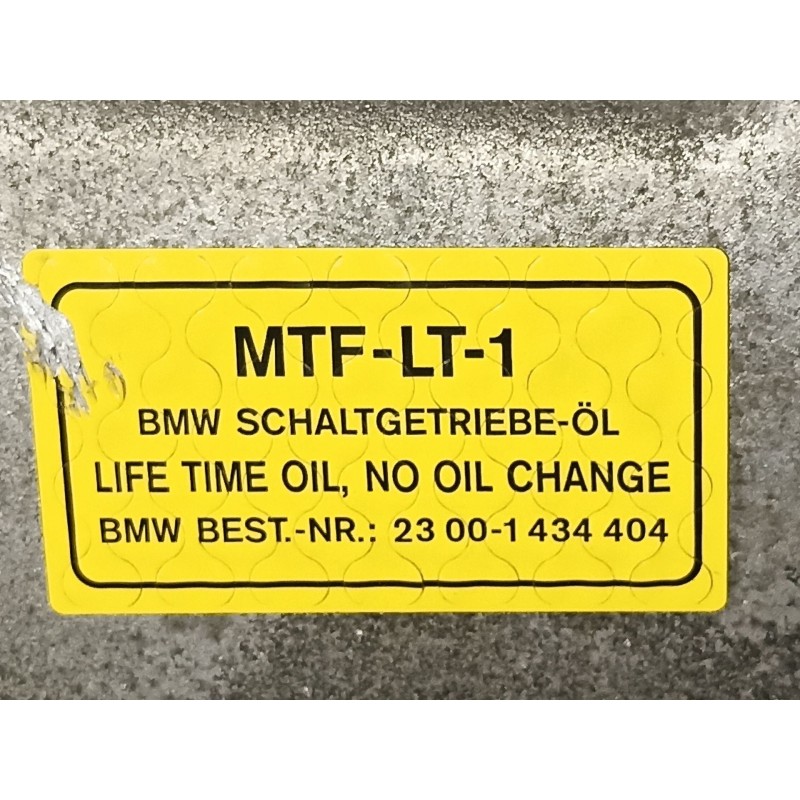 MTF-LT-1
BMW SCHALTGETRIEBE-ÖL
LIFE TIME OIL, NO OIL CHANGE
BMW BEST.-NR.: 23 00-1 434 404